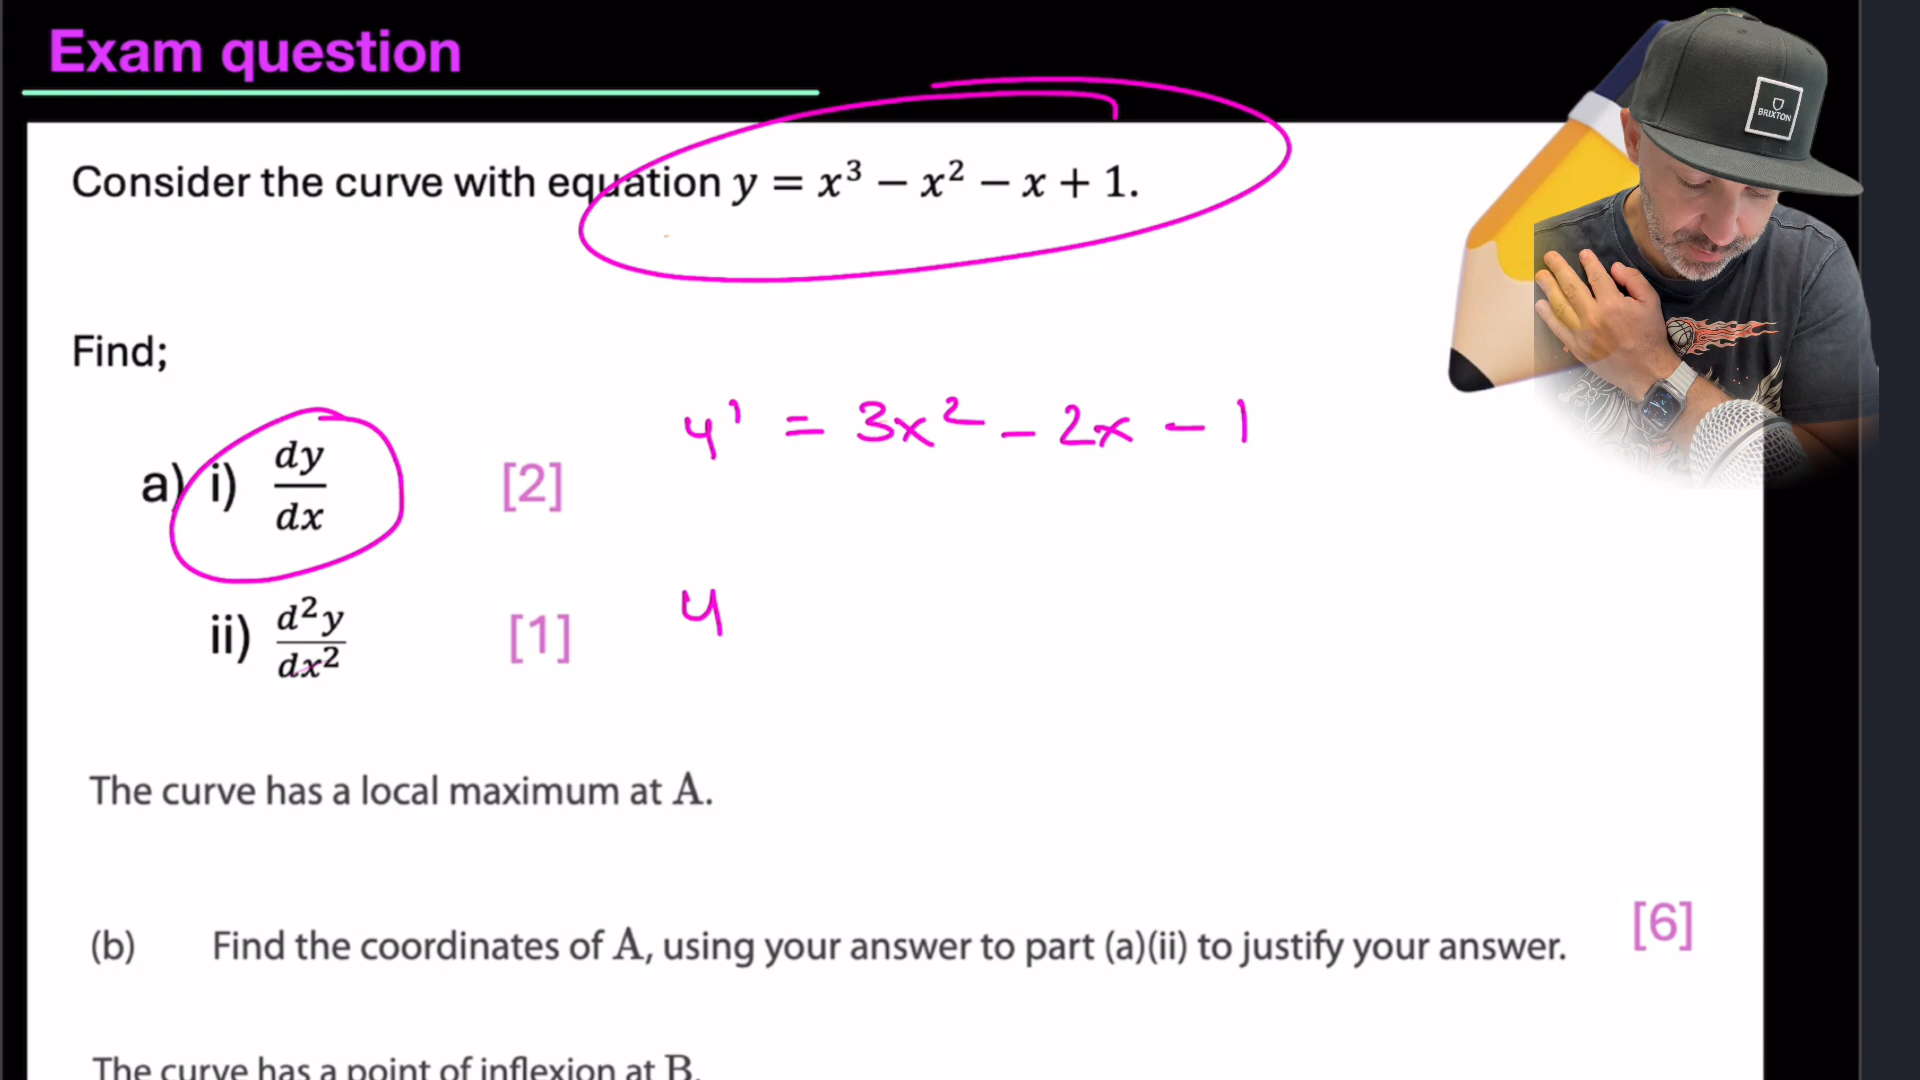 Exam question
BRIXTON
Consider the curve with equation y = x³ − x² − x + 1.
Find;
y' = 3x² − 2x − 1
a) i) dy/dx [2]
y
ii) d²y/dx² [1]
The curve has a local maximum at A.
[6]
(b) Find the coordinates of A, using your answer to part (a)(ii) to justify your answer.
The curve has a point of inflexion at B.